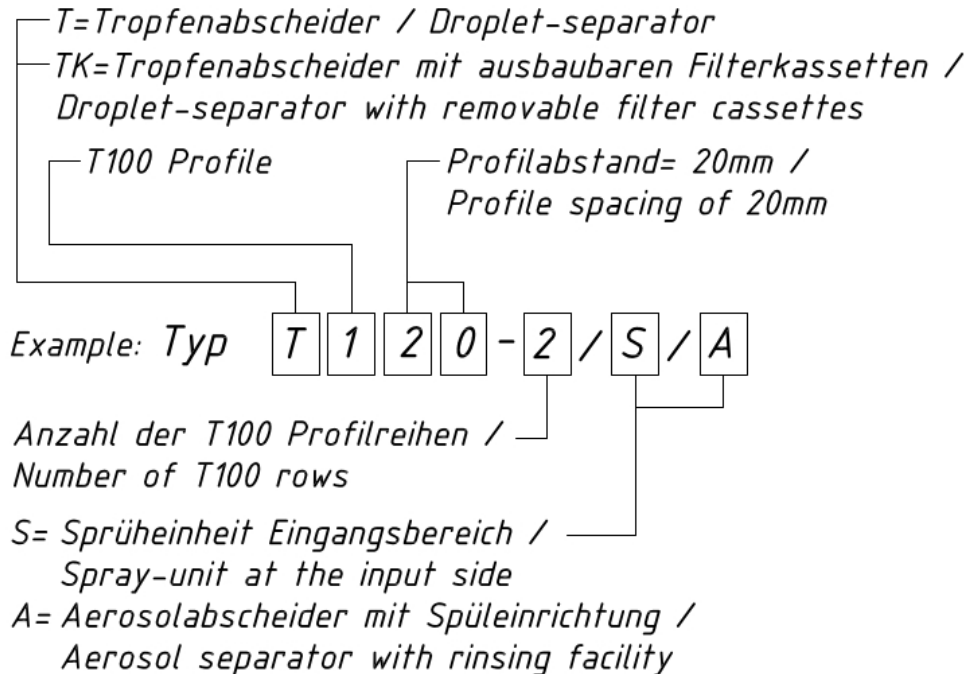 T=Tropfenabscheider / Droplet-separator
TK=Tropfenabscheider mit ausbaubaren Filterkassetten /
Droplet-separator with removable filter cassettes
T100 Profile
Profilabstand= 20mm /
Profile spacing of 20mm
Example: Typ T 1 2 0 - 2 / S / A
Anzahl der T100 Profilreihen /
Number of T100 rows
S= Sprüheinheit Eingangsbereich /
Spray-unit at the input side
A= Aerosolabscheider mit Spüleinrichtung /
Aerosol separator with rinsing facility